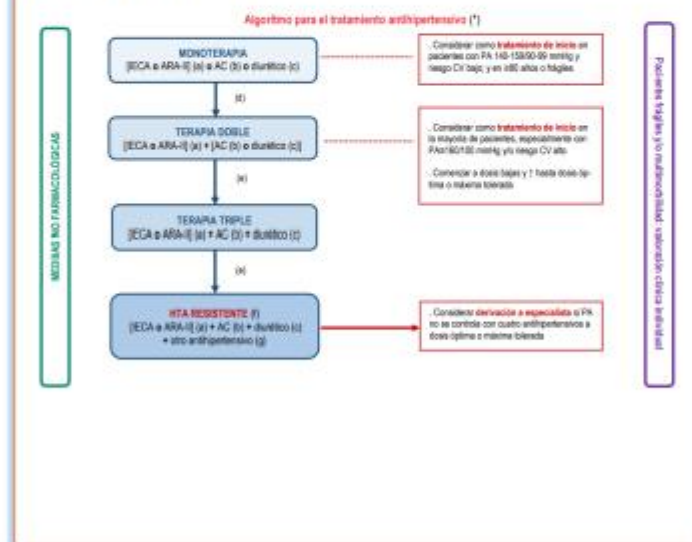 Algoritmo para el tratamiento antihipertensivo (*)
MEDIDAS NO FARMACOLÓGICAS
MONOTERAPIA
[IECA o ARA-II] (a) o AC (b) o diurético (c)
. Considerar como tratamiento de inicio en
pacientes con PA 140-159/90-99 mmHg y
riesgo CV bajo; y en ≥80 años o frágiles
(d)
TERAPIA DOBLE
[IECA o ARA-II] (a) + [AC (b) o diurético (c)]
. Considerar como tratamiento de inicio en
la mayoría de pacientes, especialmente con
PA≥160/100 mmHg y/o riesgo CV alto
. Comenzar a dosis bajas y ↑ hasta dosis óp-
tima o máxima tolerada
(e)
TERAPIA TRIPLE
[IECA o ARA-II] (a) + AC (b) + diurético (c)
(e)
HTA RESISTENTE (f)
[IECA o ARA-II] (a) + AC (b) + diurético (c)
+ otro antihipertensivo (g)
. Considerar derivación a especialista si PA
no se controla con cuatro antihipertensivos a
dosis óptima o máxima tolerada
Pacientes frágiles y/o multimorbilidad: valoración clínica individual